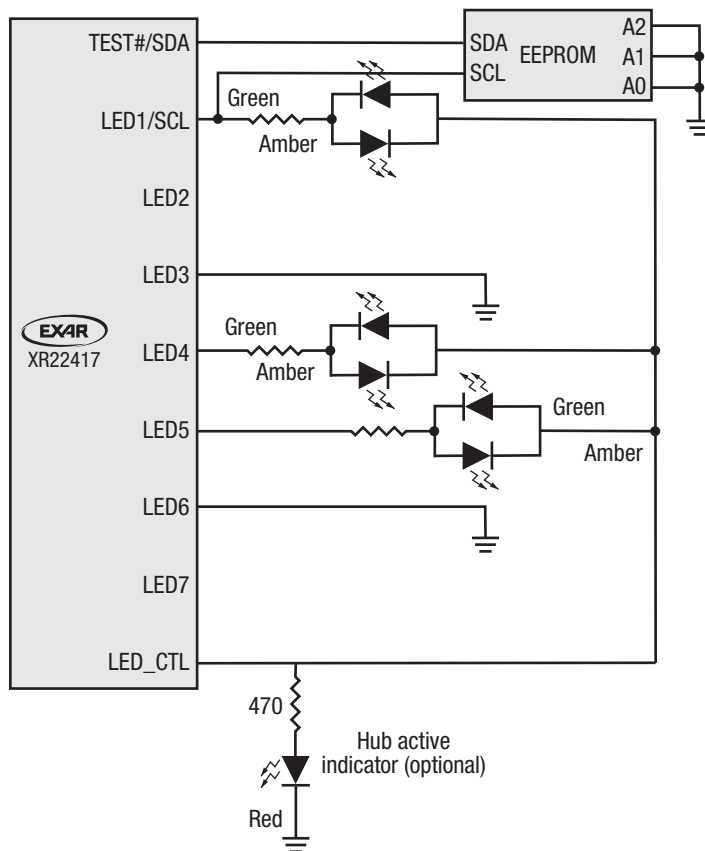 TEST#/SDA
SDA
EEPROM
A2
A1
A0
SCL
Green
LED1/SCL
Amber
LED2
LED3
Green
EXAR
XR22417
LED4
Amber
Green
LED5
Amber
LED6
LED7
LED_CTL
470
Hub active
indicator (optional)
Red